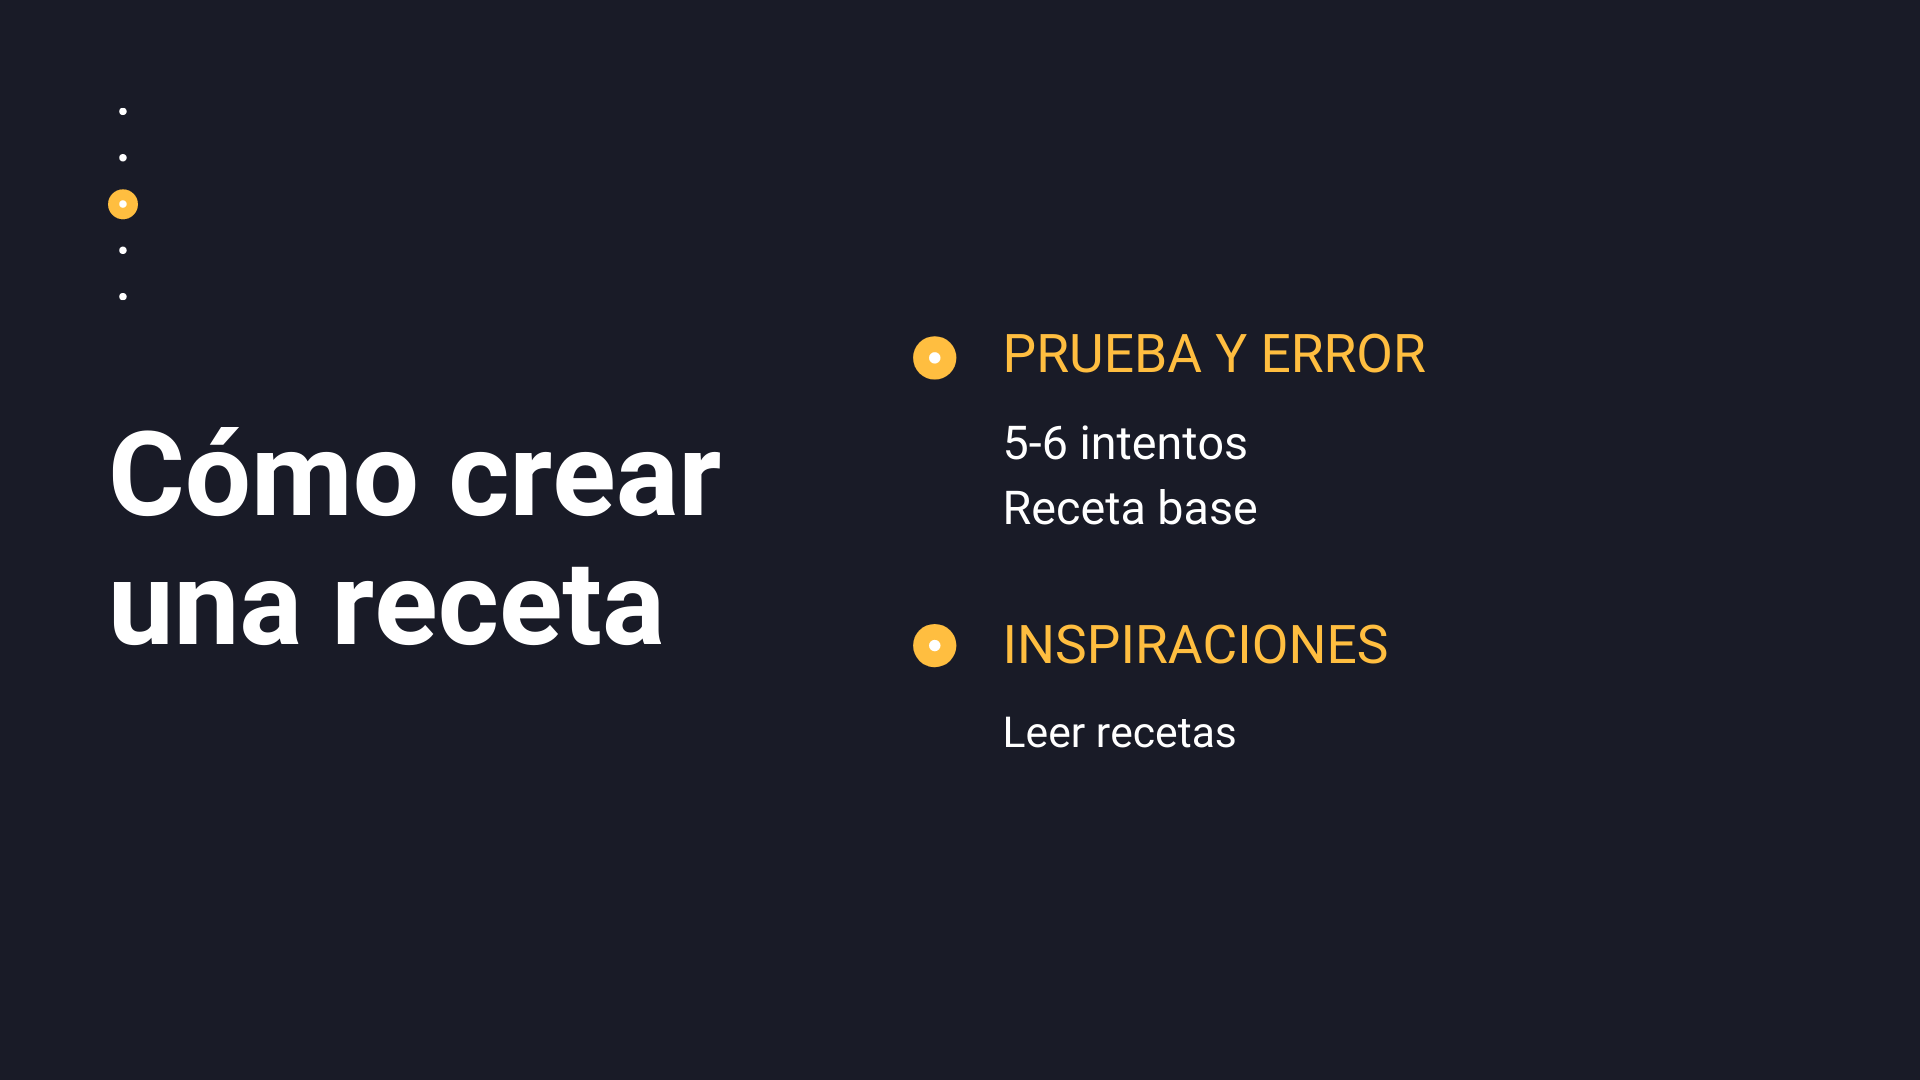 Cómo crear
una receta
PRUEBA Y ERROR
5-6 intentos
Receta base
INSPIRACIONES
Leer recetas